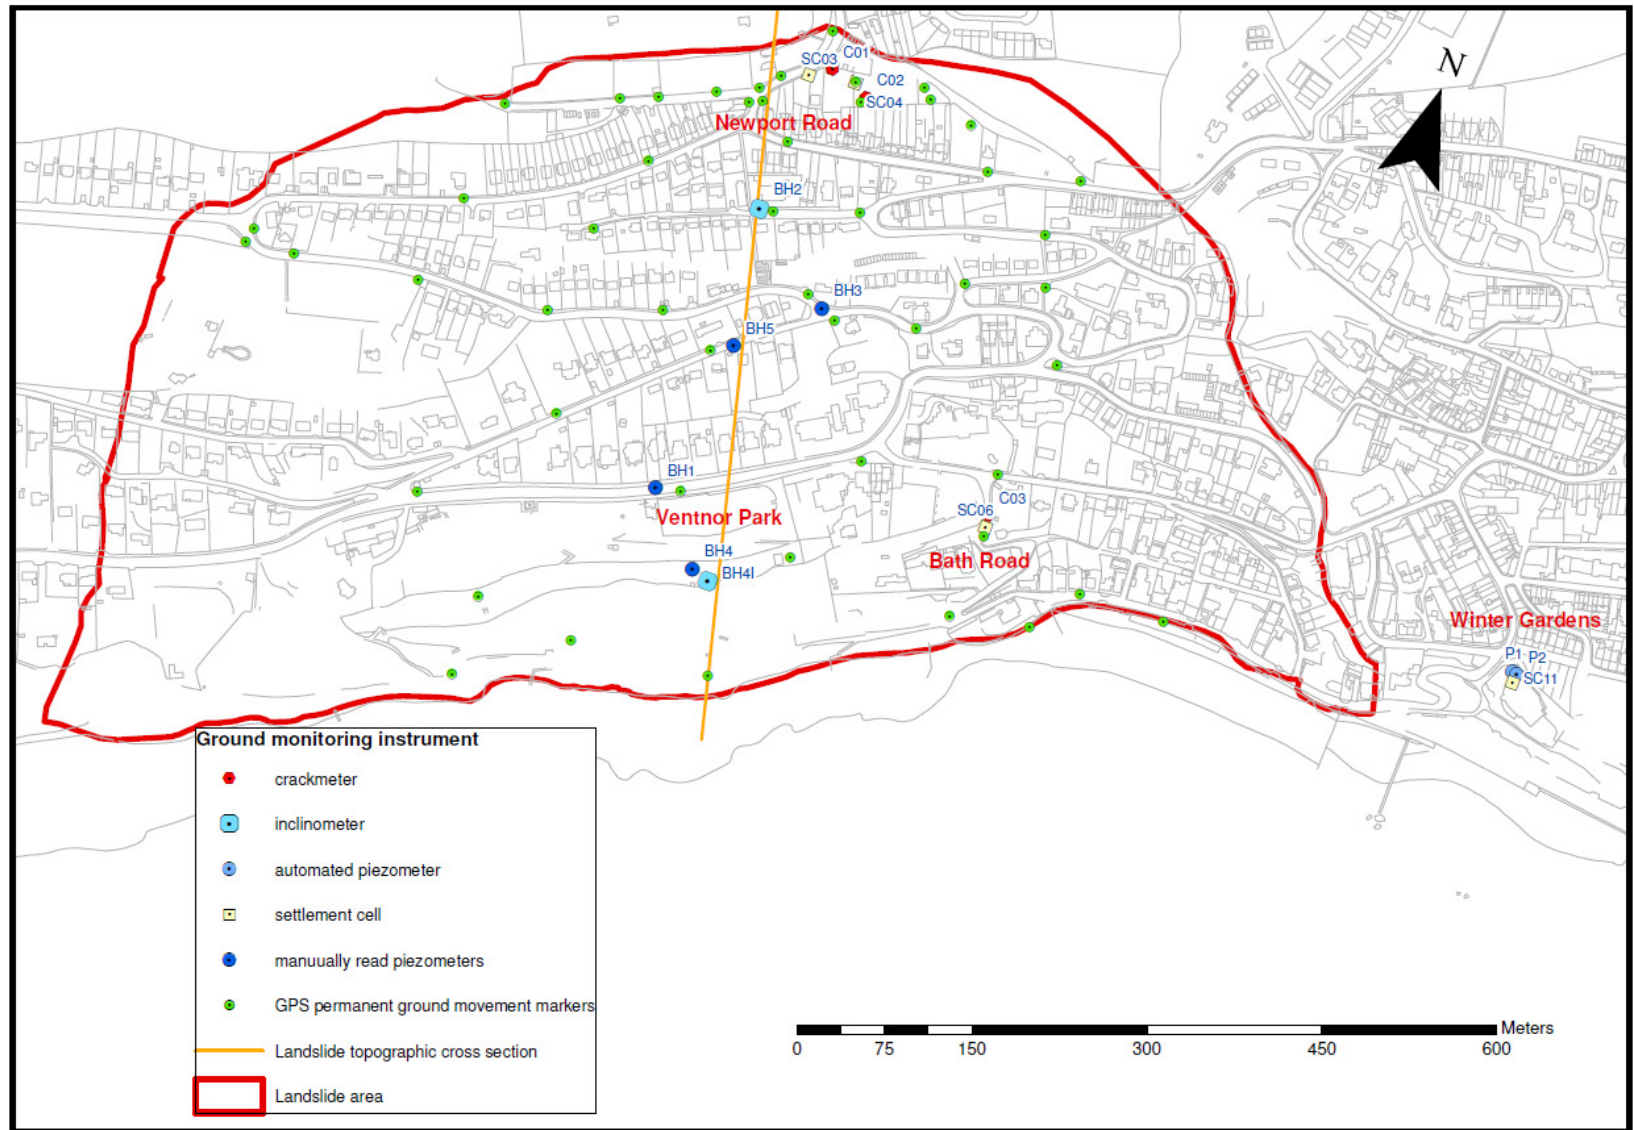 N
SC03
C01
C02
SC04
Newport Road
BH2
BH3
BH5
BH1
Ventnor Park
C03
SC06
BH4
BH4I
Bath Road
Winter Gardens
P1 P2
SC11
Ground monitoring instrument
crackmeter
inclinometer
automated piezometer
settlement cell
manuually read piezometers
GPS permanent ground movement markers
Landslide topographic cross section
Landslide area
Meters
0 75 150 300 450 600